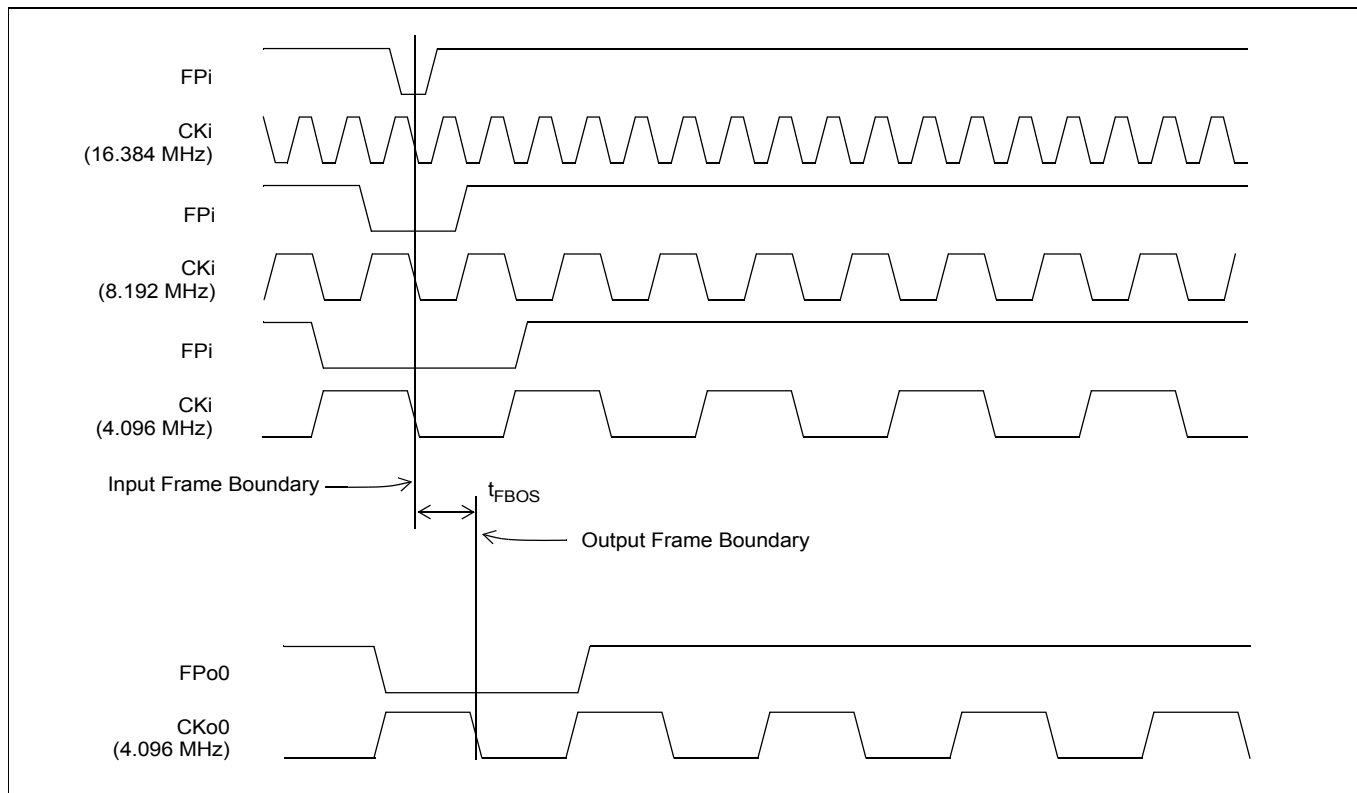 FPi
CKi
(16.384 MHz)
FPi
CKi
(8.192 MHz)
FPi
CKi
(4.096 MHz)
Input Frame Boundary
tFBOS
Output Frame Boundary
FPo0
CKo0
(4.096 MHz)